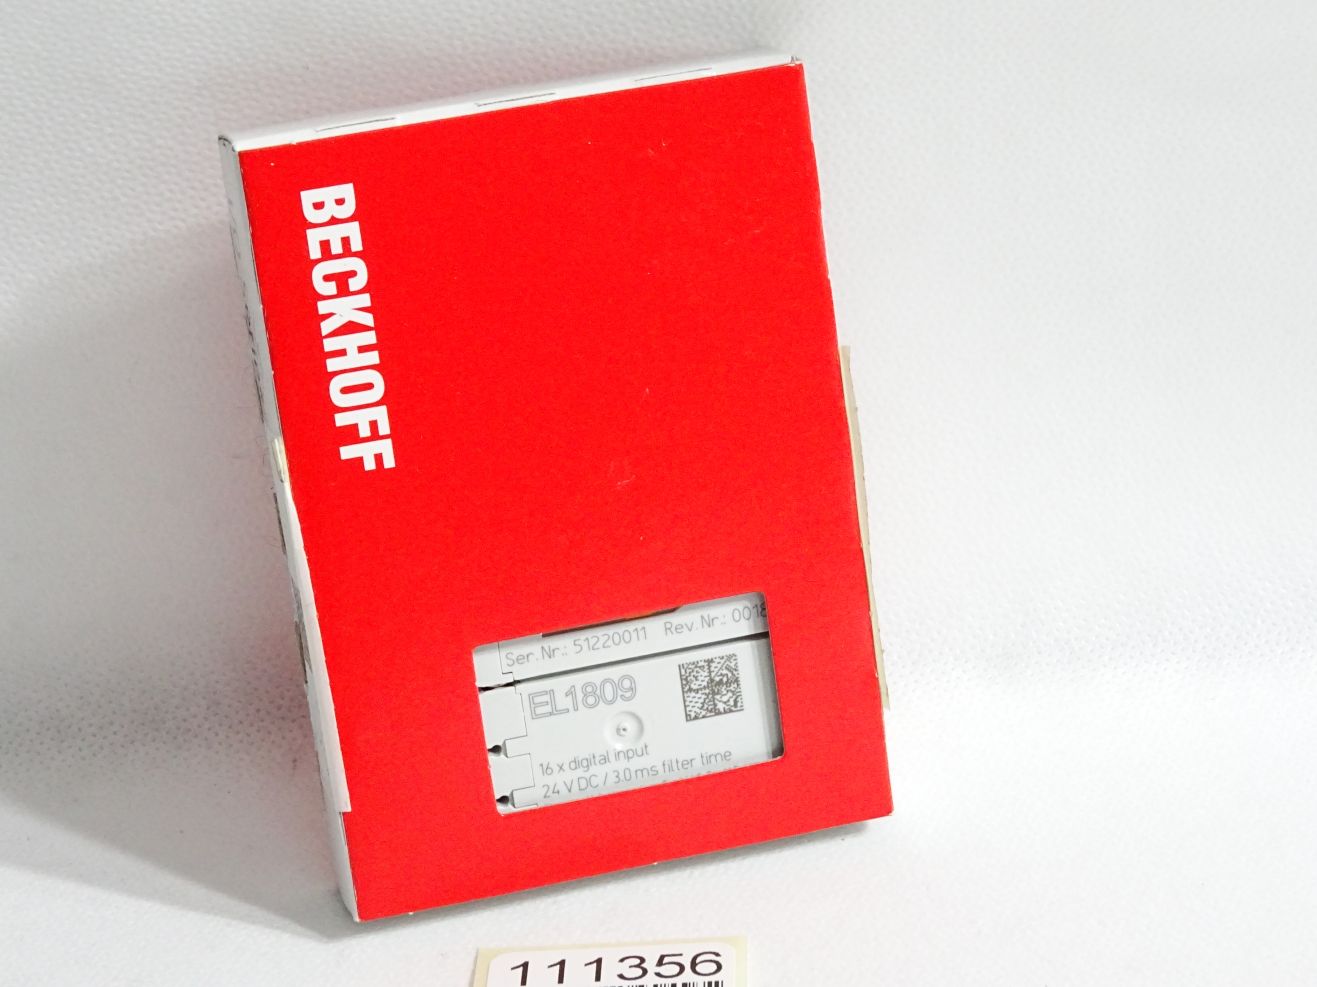 BECKHOFF
Ser.Nr.: 51220011 Rev.Nr.: 0018
EL1809
16 x digital input
24 V DC / 3.0 ms filter time
111356